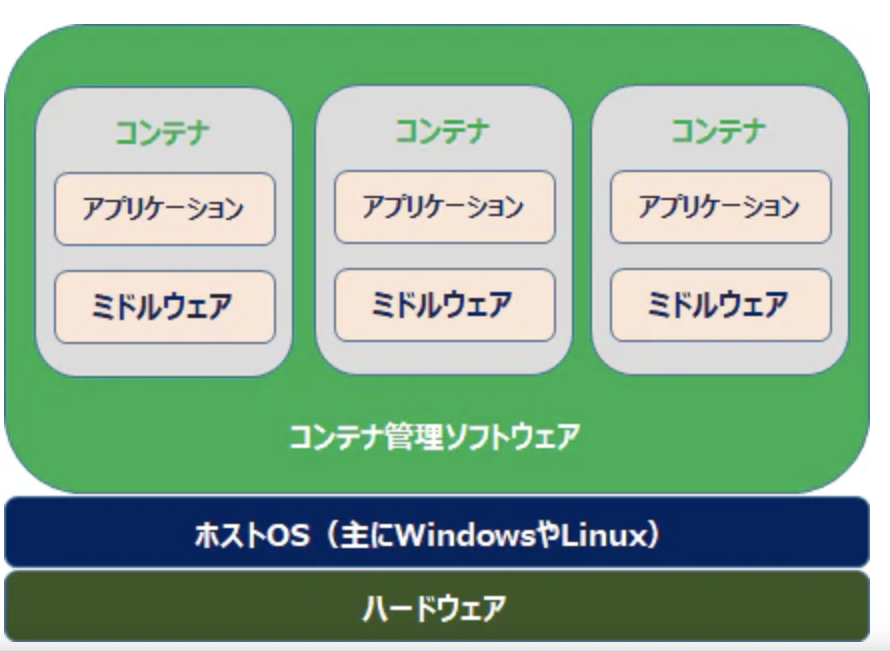 コンテナ
アプリケーション
ミドルウェア
コンテナ
アプリケーション
ミドルウェア
コンテナ
アプリケーション
ミドルウェア
コンテナ管理ソフトウェア
ホストOS（主にWindowsやLinux）
ハードウェア